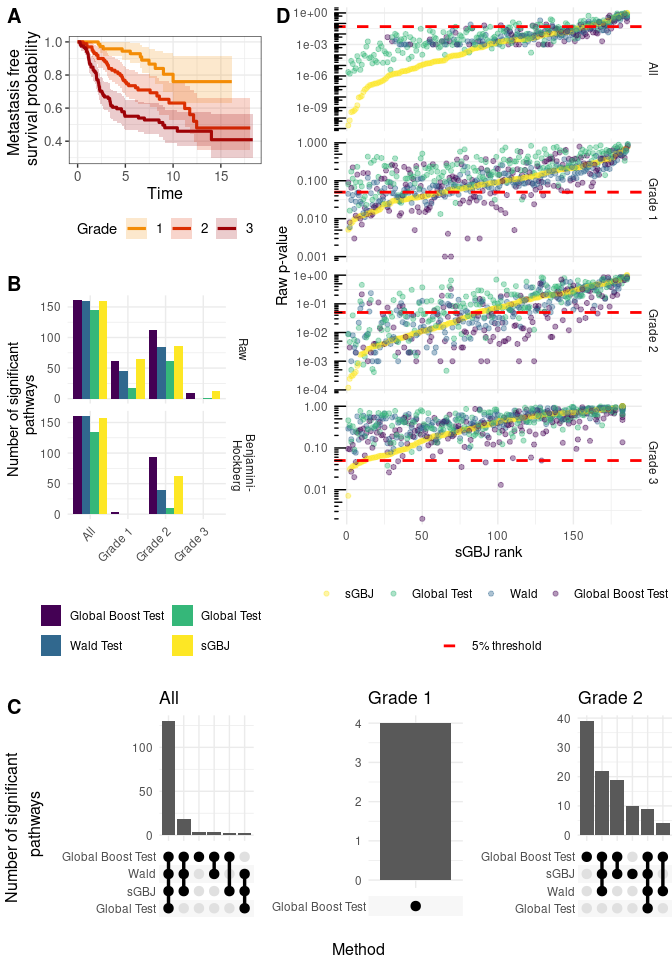 A
Metastasis free
survival probability
1.0
0.8
0.6
0.4
0
5
10
15
Time
Grade
1
2
3
B
Number of significant
pathways
150
100
50
0
Raw
150
100
50
0
Benjamini-
Hockberg
All
Grade 1
Grade 2
Grade 3
Global Boost Test
Global Test
Wald Test
sGBJ
D
Raw p-value
1e+00
1e-03
1e-06
1e-09
All
1.000
0.100
0.010
0.001
Grade 1
1e+00
1e-01
1e-02
1e-03
1e-04
Grade 2
1.00
0.10
0.01
Grade 3
0
50
100
150
sGBJ rank
sGBJ
Global Test
Wald
Global Boost Test
5% threshold
C
Number of significant
pathways
All
100
50
0
Global Boost Test
Wald
sGBJ
Global Test
Grade 1
4
3
2
1
0
Global Boost Test
Grade 2
40
30
20
10
0
Global Boost Test
sGBJ
Wald
Global Test
Method